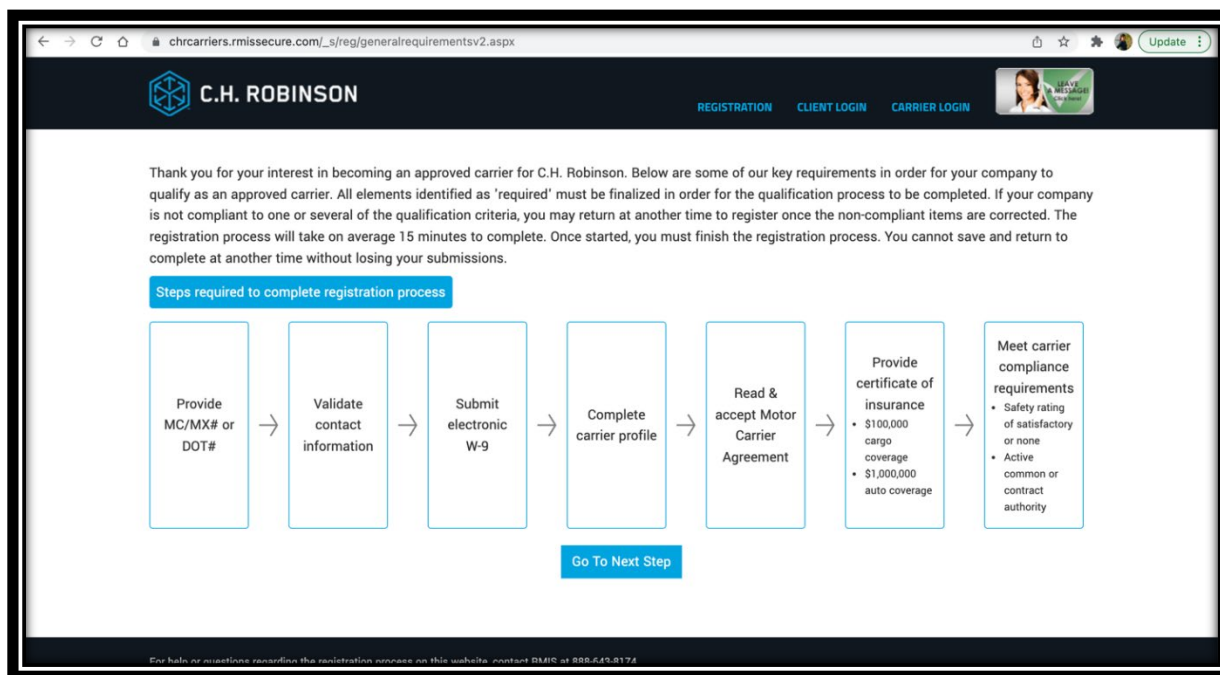 chrcarriers.rmissecure.com/_s/reg/generalrequirementsv2.aspx
Update
C.H. ROBINSON
REGISTRATION
CLIENT LOGIN
CARRIER LOGIN
LEAVE
A MESSAGE!
Click here!
Thank you for your interest in becoming an approved carrier for C.H. Robinson. Below are some of our key requirements in order for your company to
qualify as an approved carrier. All elements identified as 'required' must be finalized in order for the qualification process to be completed. If your company
is not compliant to one or several of the qualification criteria, you may return at another time to register once the non-compliant items are corrected. The
registration process will take on average 15 minutes to complete. Once started, you must finish the registration process. You cannot save and return to
complete at another time without losing your submissions.
Steps required to complete registration process
Provide
MC/MX# or
DOT#
Validate
contact
information
Submit
electronic
W-9
Complete
carrier profile
Read &
accept Motor
Carrier
Agreement
Provide
certificate of
insurance
• $100,000
cargo
coverage
• $1,000,000
auto coverage
Meet carrier
compliance
requirements
• Safety rating
of satisfactory
or none
• Active
common or
contract
authority
Go To Next Step
For help or questions regarding the registration process on this website, contact RMIS at 888-643-8174